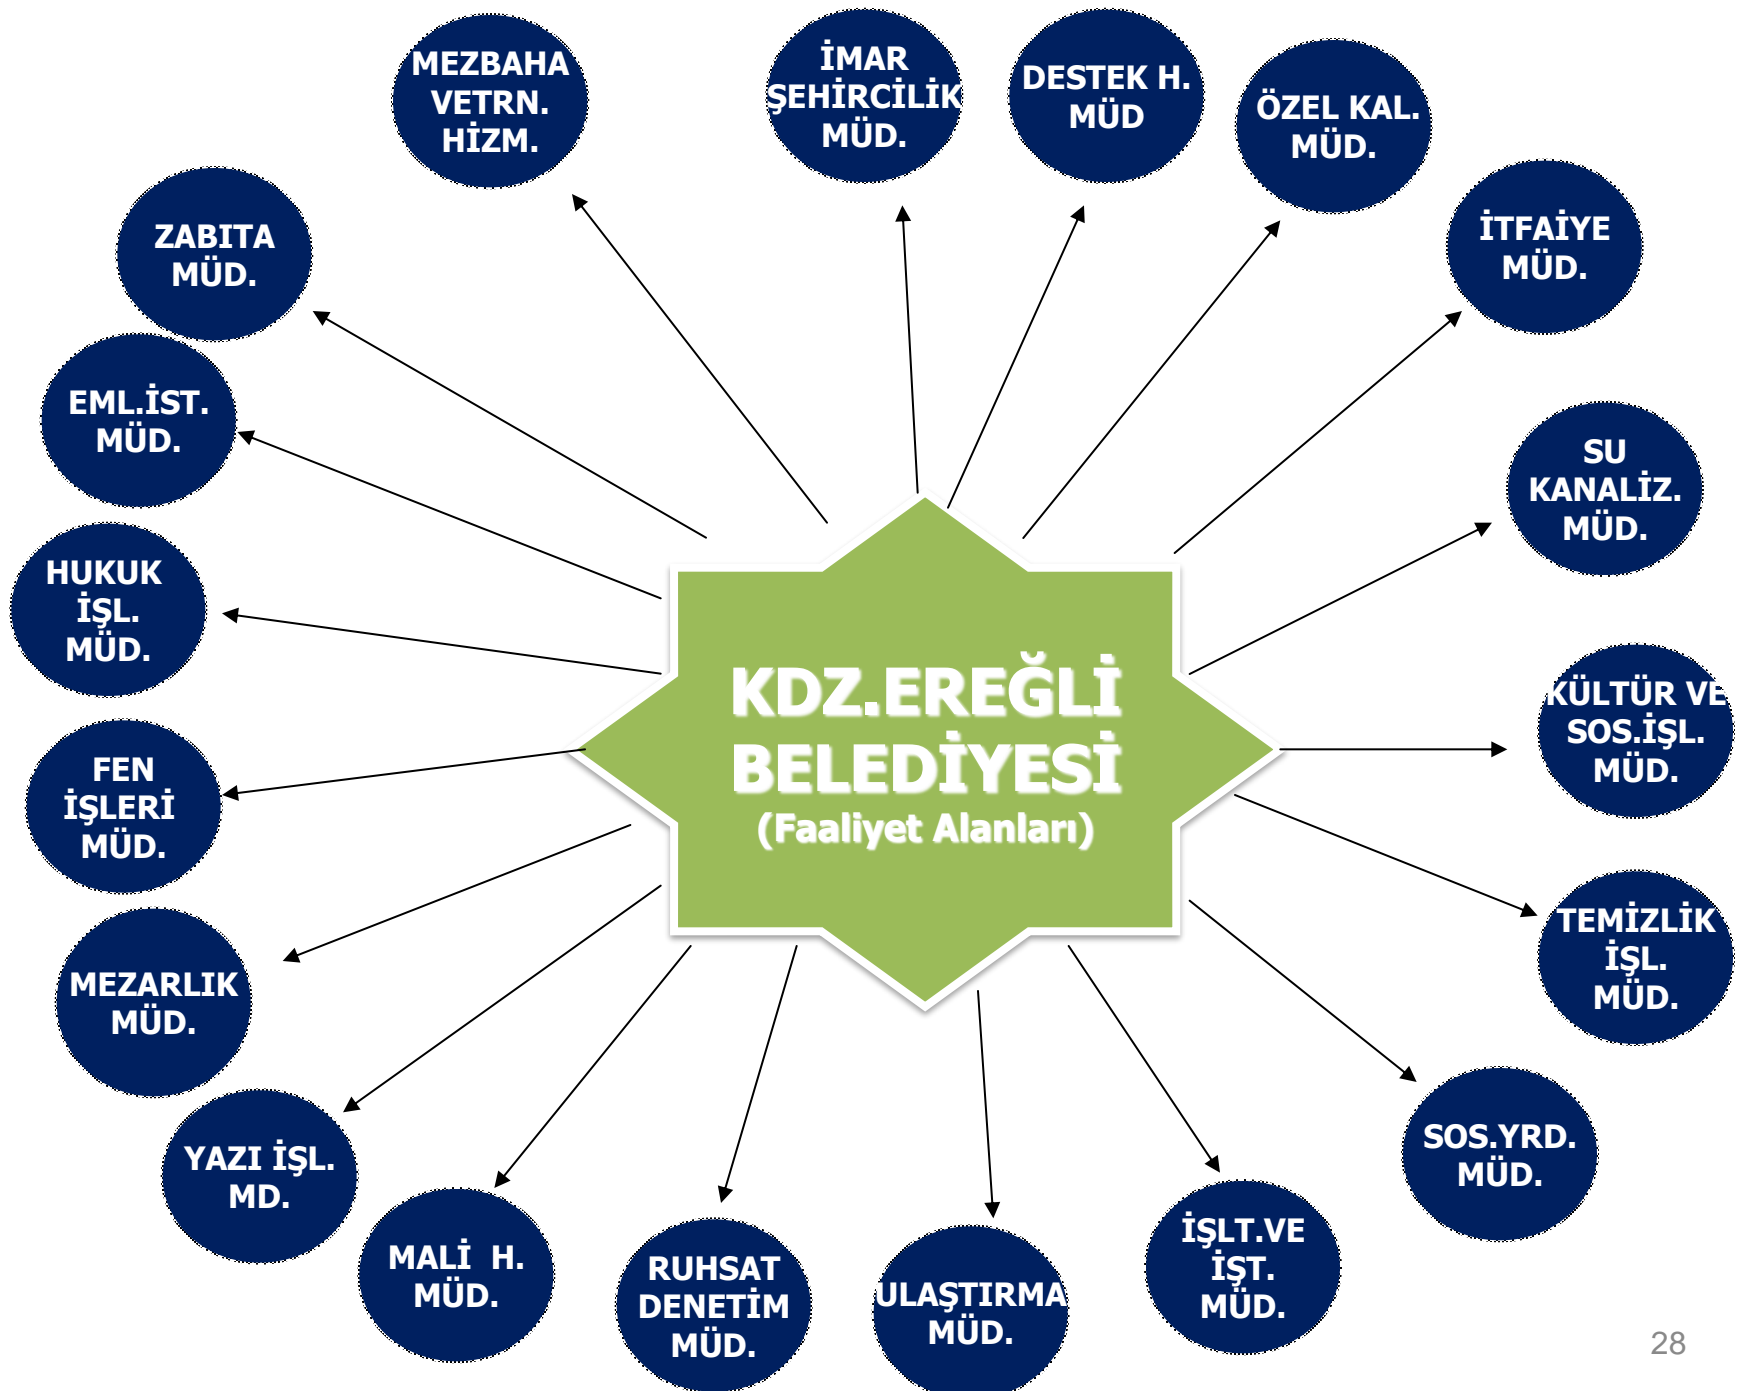 MEZBAHA
VETRN.
HİZM.
İMAR
ŞEHİRCİLİK
MÜD.
DESTEK H.
MÜD
ÖZEL KAL.
MÜD.
İTFAİYE
MÜD.
ZABITA
MÜD.
EML.İST.
MÜD.
SU
KANALİZ.
MÜD.
HUKUK
İŞL.
MÜD.
KDZ.EREĞLİ
BELEDİYESİ
(Faaliyet Alanları)
KÜLTÜR VE
SOS.İŞL.
MÜD.
FEN
İŞLERİ
MÜD.
TEMİZLİK
İŞL.
MÜD.
MEZARLIK
MÜD.
SOS.YRD.
MÜD.
YAZI İŞL.
MD.
MALİ  H.
MÜD.
RUHSAT
DENETİM
MÜD.
ULAŞTIRMA
MÜD.
İŞLT.VE
İŞT.
MÜD.
28